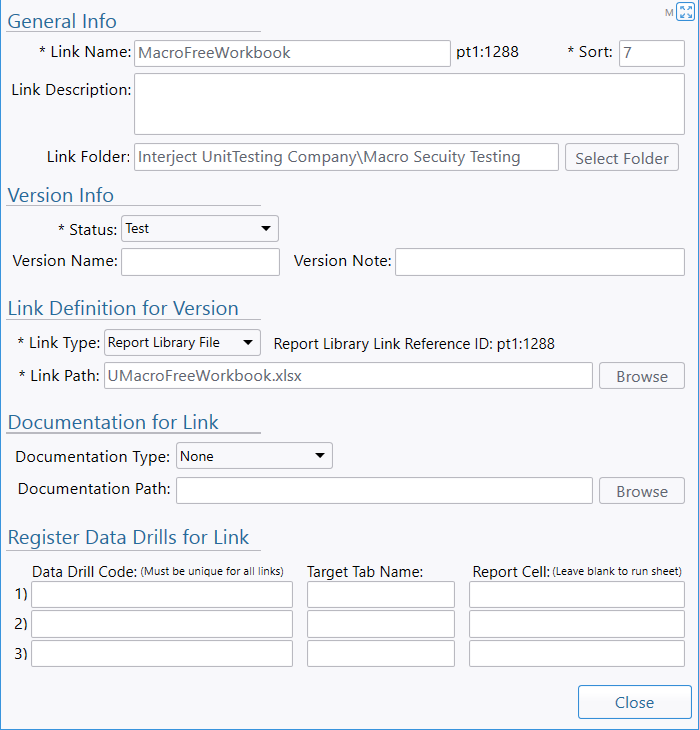 General Info
M
* Link Name: MacroFreeWorkbook pt1:1288 * Sort: 7
Link Description:
Link Folder: Interject UnitTesting Company\Macro Secuity Testing Select Folder
Version Info
* Status: Test
Version Name: Version Note:
Link Definition for Version
* Link Type: Report Library File Report Library Link Reference ID: pt1:1288
* Link Path: UMacroFreeWorkbook.xlsx Browse
Documentation for Link
Documentation Type: None
Documentation Path: Browse
Register Data Drills for Link
Data Drill Code: (Must be unique for all links) Target Tab Name: Report Cell: (Leave blank to run sheet)
1)
2)
3)
Close